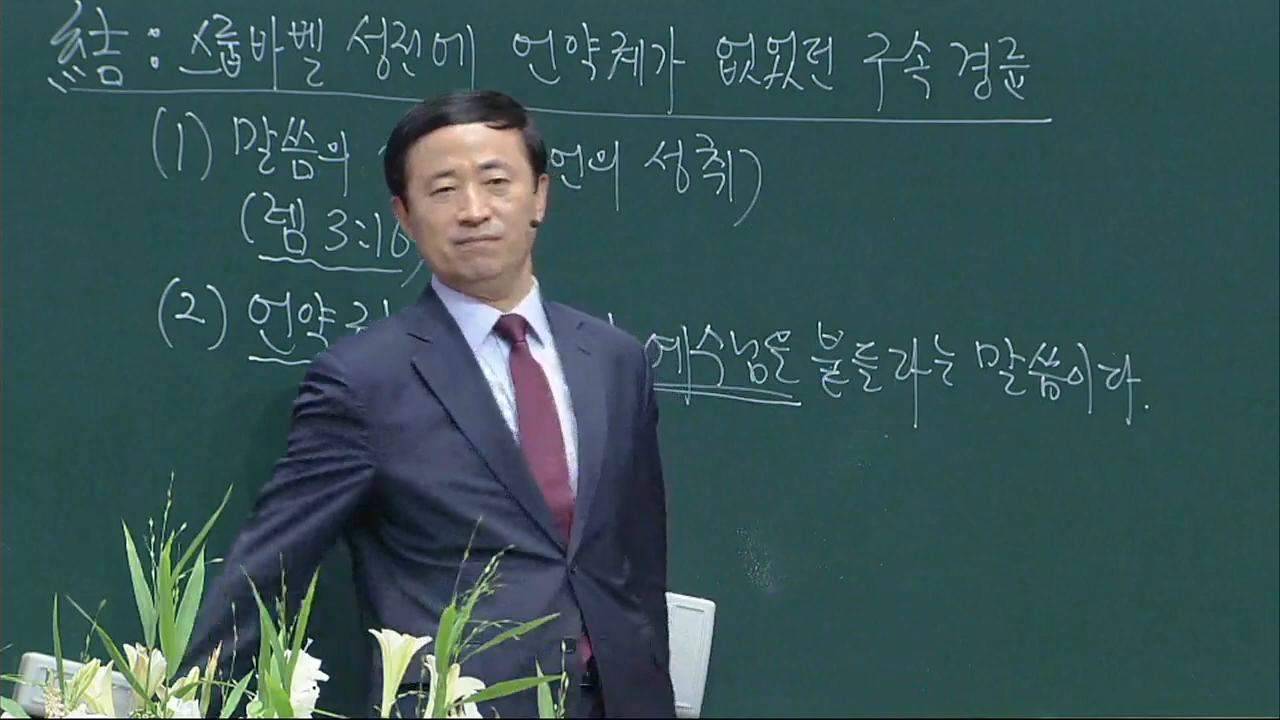 結: 스룹바벨 성전에 언약궤가 없었던 구속 경륜
(1) 말씀의 언의 성취)
(렘 3:16)
(2) 언약 예수님을 붙들라는 말씀이다.